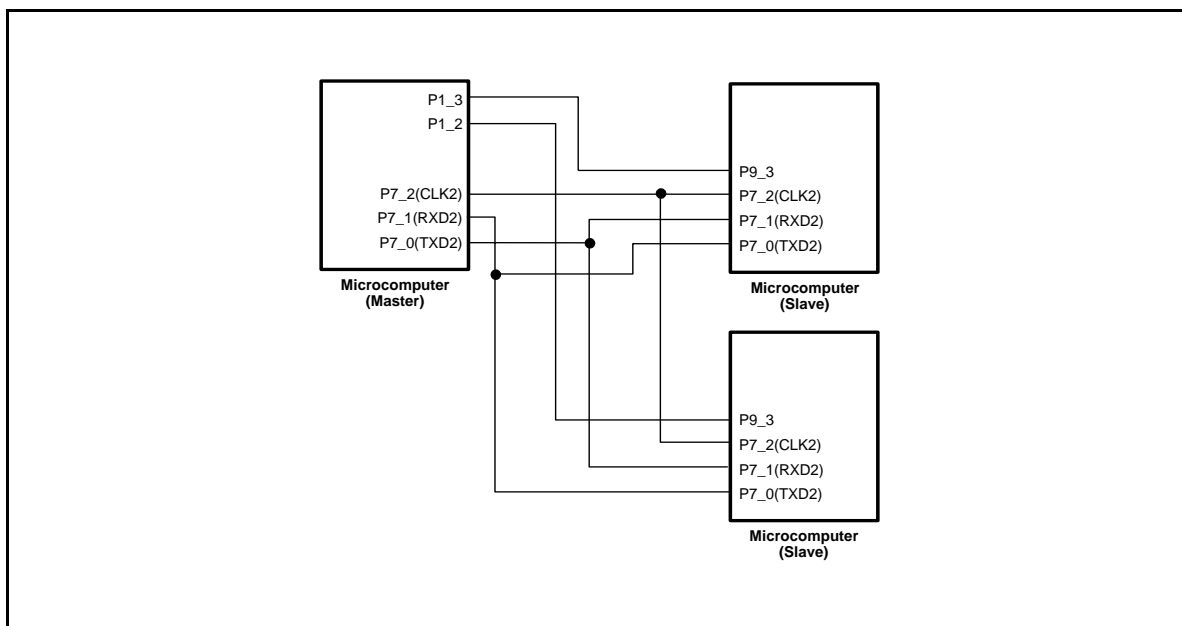 P1_3
P1_2
P7_2(CLK2)
P7_1(RXD2)
P7_0(TXD2)
Microcomputer
(Master)
P9_3
P7_2(CLK2)
P7_1(RXD2)
P7_0(TXD2)
Microcomputer
(Slave)
P9_3
P7_2(CLK2)
P7_1(RXD2)
P7_0(TXD2)
Microcomputer
(Slave)